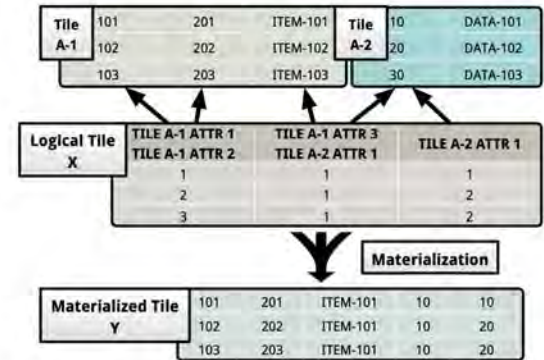 Tile A-1
101 201 ITEM-101
102 202 ITEM-102
103 203 ITEM-103
Tile A-2
10 DATA-101
20 DATA-102
30 DATA-103
Logical Tile X
TILE A-1 ATTR 1 TILE A-1 ATTR 3 TILE A-2 ATTR 1
TILE A-1 ATTR 2 TILE A-2 ATTR 1
1 1 1
2 1 2
3 1 2
Materialization
Materialized Tile Y
101 201 ITEM-101 10 10
102 202 ITEM-101 10 20
103 203 ITEM-101 10 20